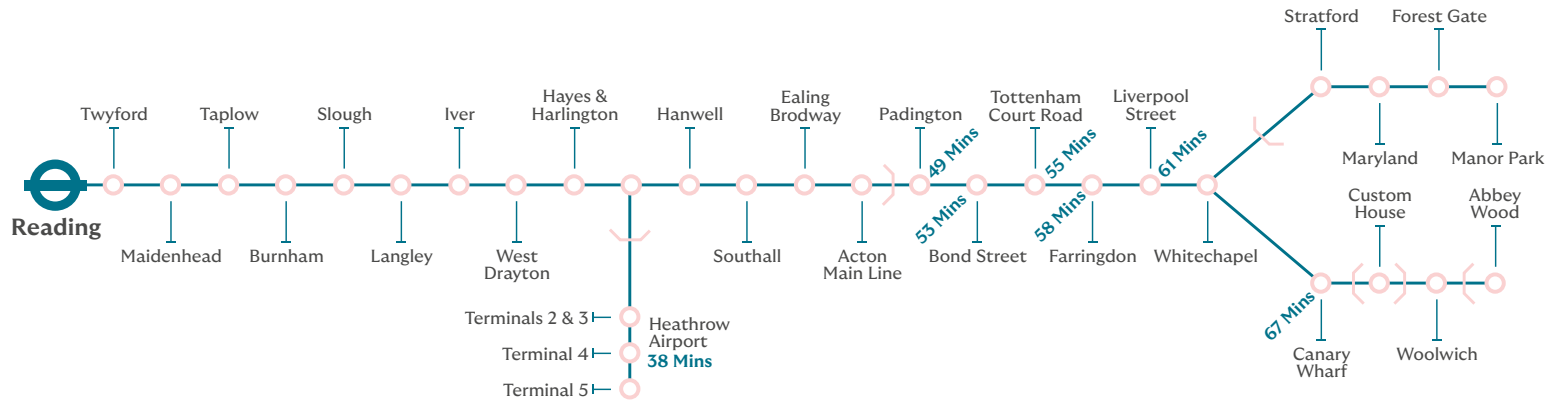 Stratford
Forest Gate
Twyford
Taplow
Slough
Iver
Hayes &
Harlington
Hanwell
Ealing
Brodway
Padington
Tottenham
Court Road
Liverpool
Street
49 Mins
55 Mins
61 Mins
Maryland
Manor Park
Reading
53 Mins
58 Mins
Custom
House
Abbey
Wood
Maidenhead
Burnham
Langley
West
Drayton
Southall
Acton
Main Line
Bond Street
Farringdon
Whitechapel
Terminals 2 & 3
Heathrow
Airport
38 Mins
Terminal 4
Terminal 5
67 Mins
Canary
Wharf
Woolwich